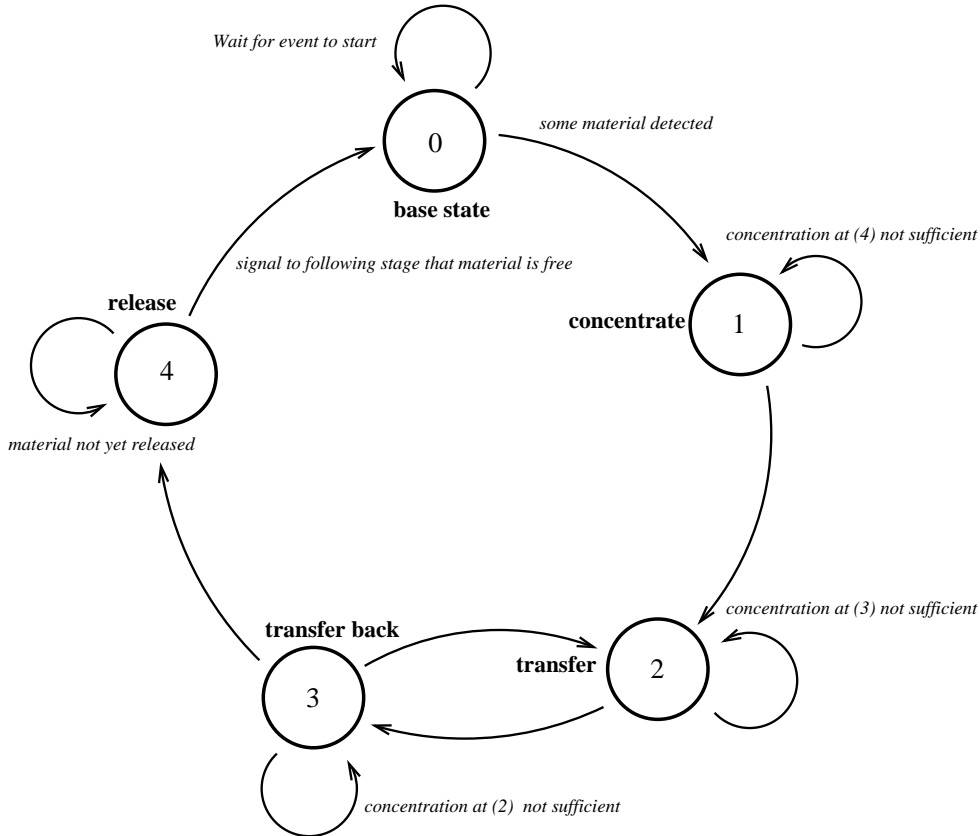 Wait for event to start
0
some material detected
base state
concentration at (4) not sufficient
signal to following stage that material is free
release
concentrate
1
4
material not yet released
concentration at (3) not sufficient
transfer back
transfer
2
3
concentration at (2) not sufficient